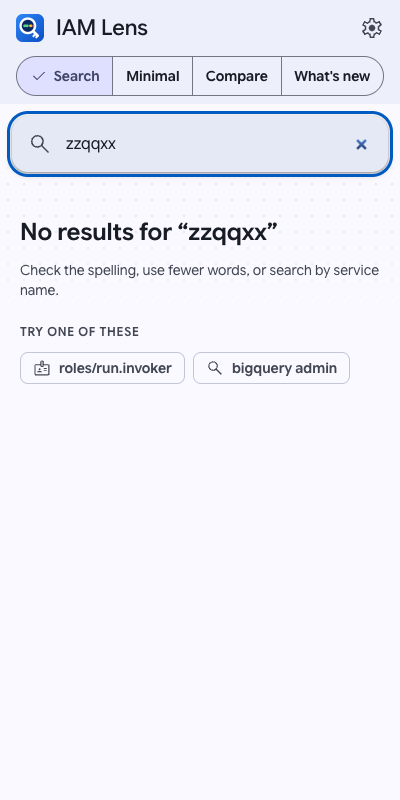 IAM Lens
Search
Minimal
Compare
What's new
zzqqxx
No results for “zzqqxx”
Check the spelling, use fewer words, or search by service
name.
TRY ONE OF THESE
roles/run.invoker
bigquery admin